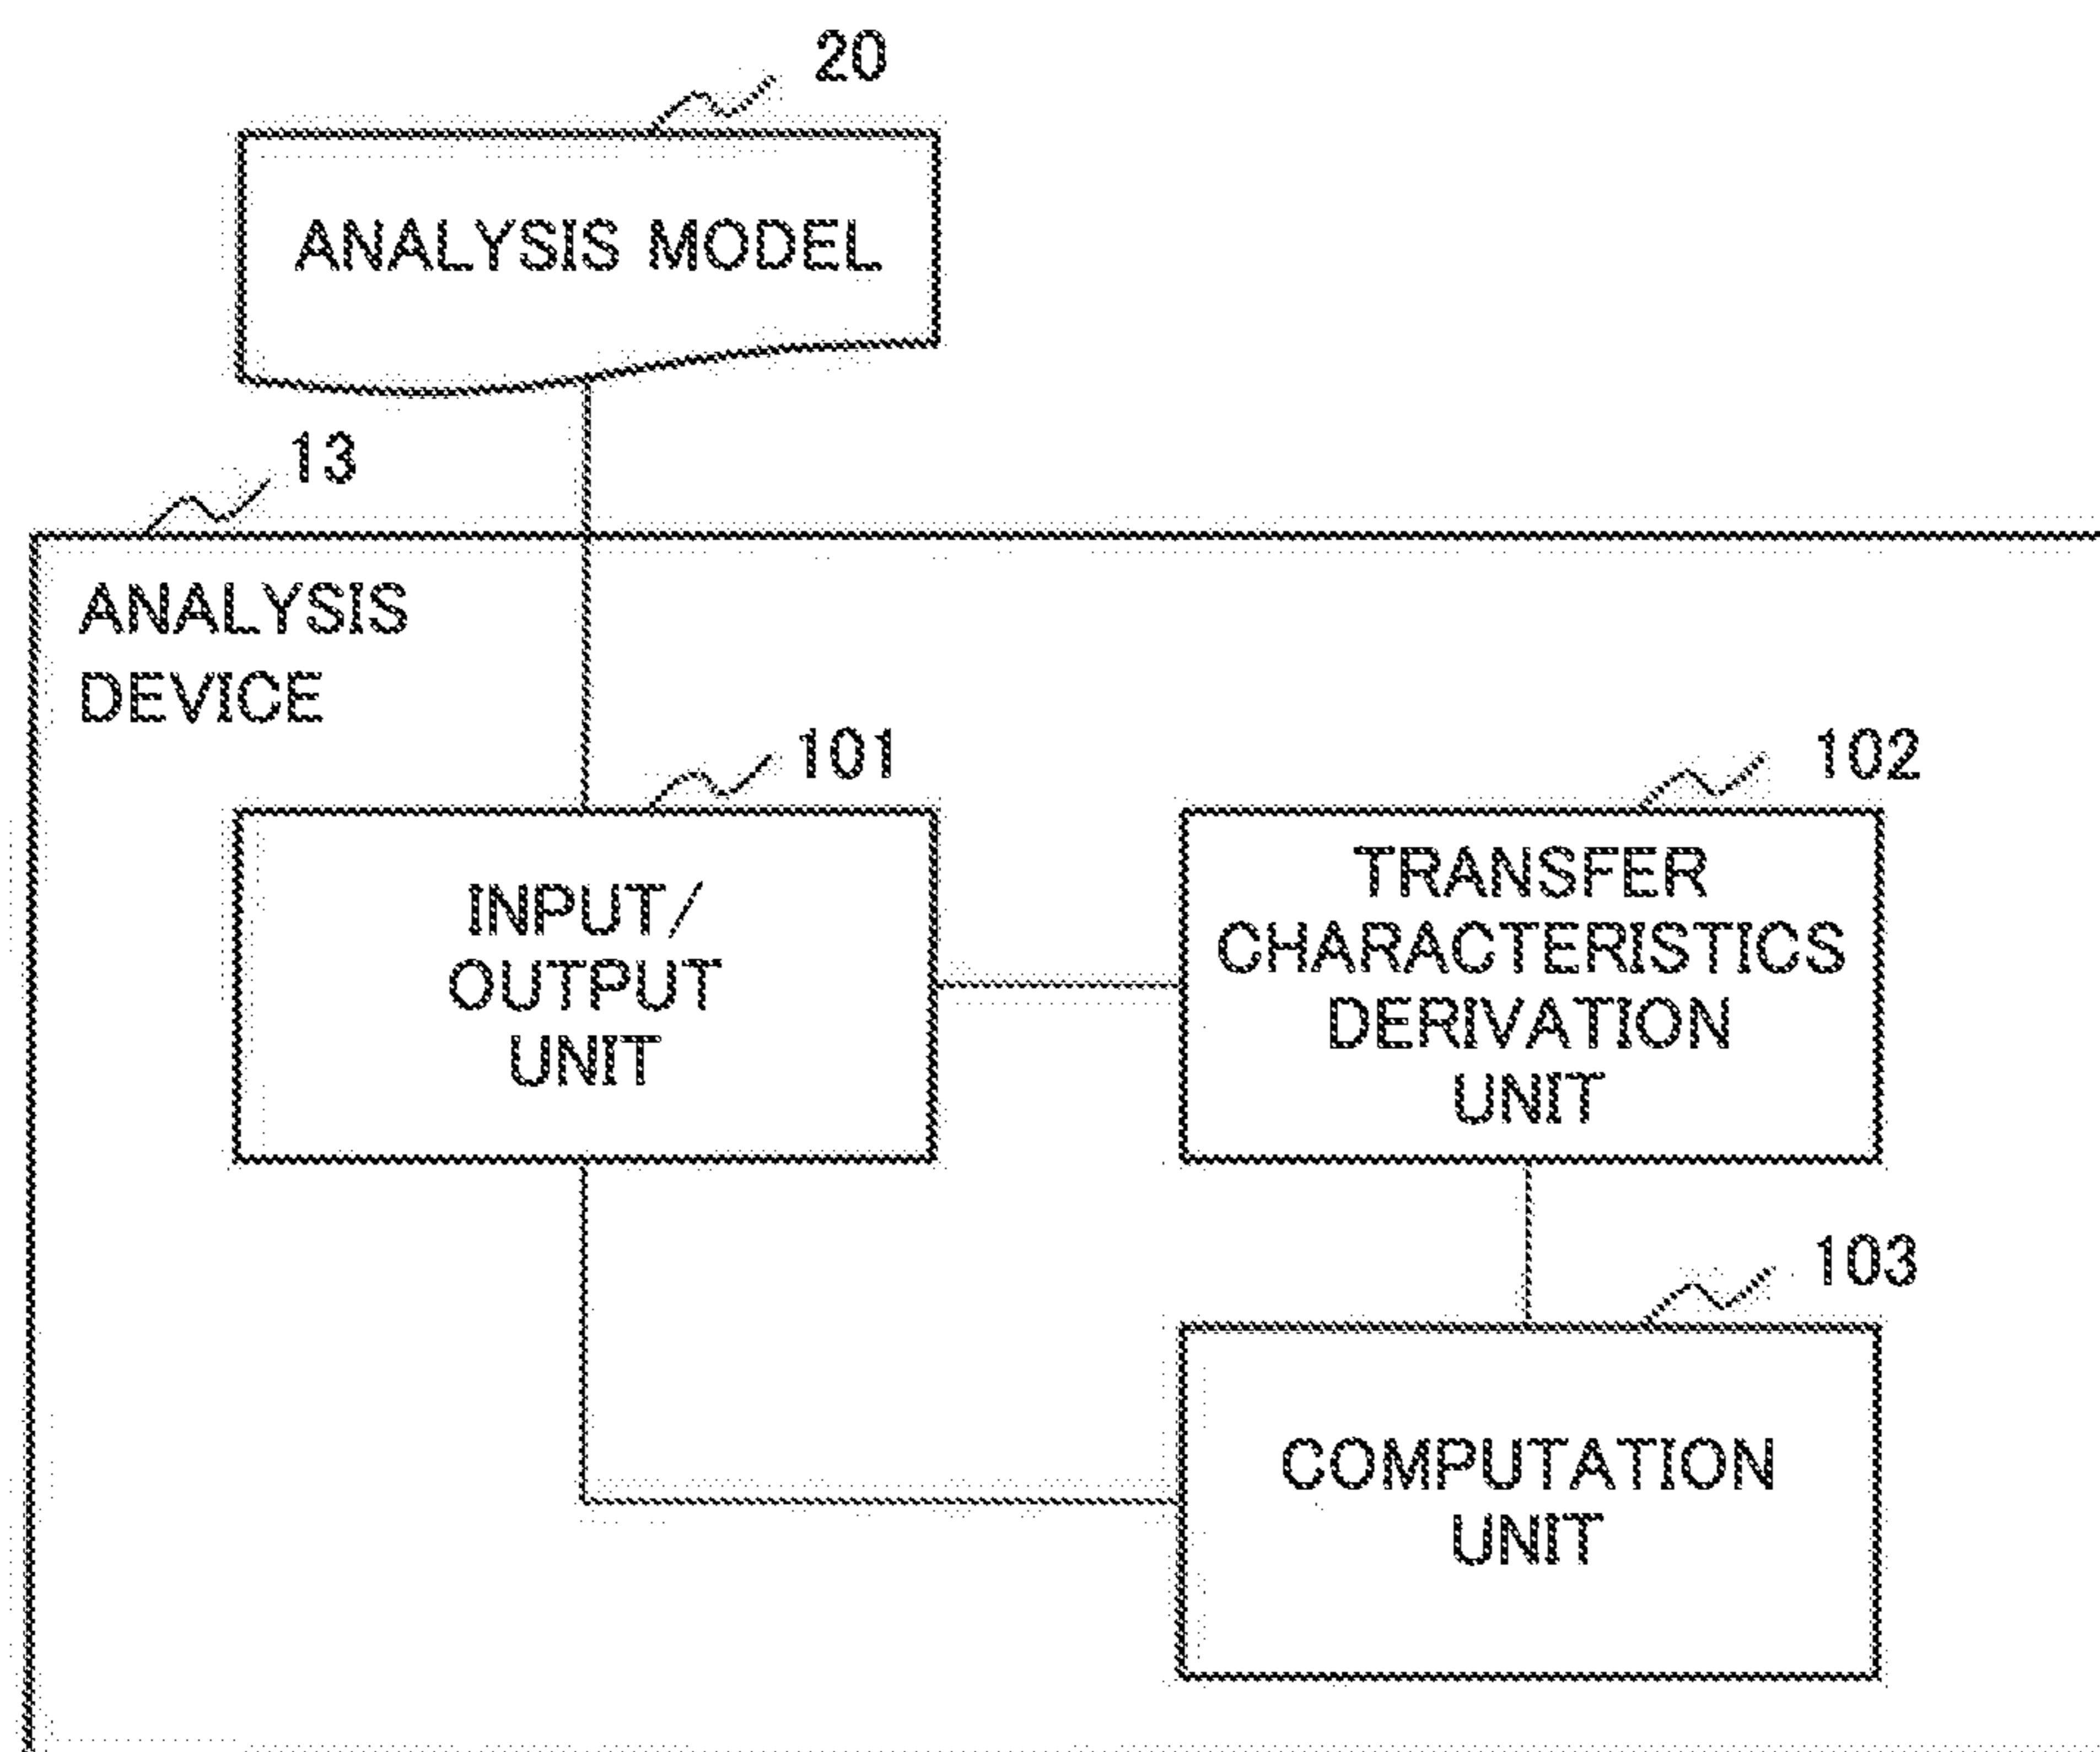 20
ANALYSIS MODEL
13
ANALYSIS
DEVICE
101
INPUT/
OUTPUT
UNIT
102
TRANSFER
CHARACTERISTICS
DERIVATION
UNIT
103
COMPUTATION
UNIT